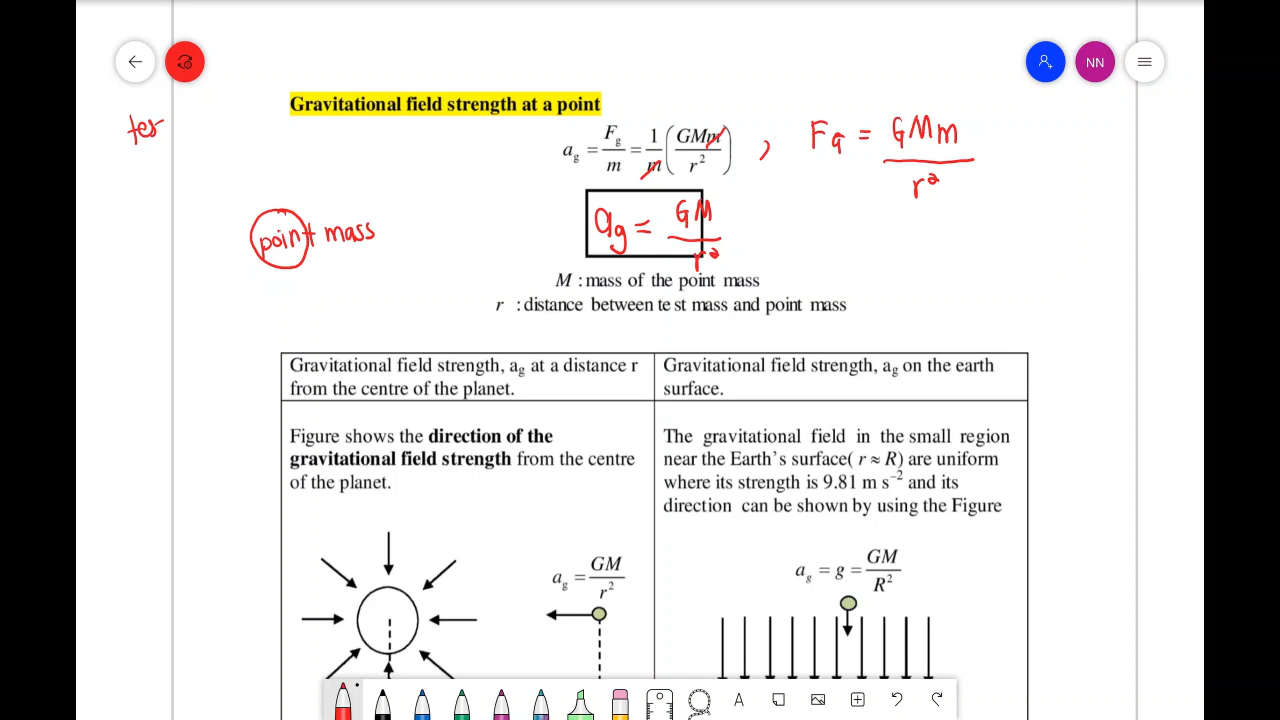 NN
Gravitational field strength at a point
tes
a_g = F_g/m = 1/m (GMm/r²) , F_G = GMm/r²
point mass
a_g = GM/r²
M : mass of the point mass
r : distance between te st mass and point mass
Gravitational field strength, a_g at a distance r
from the centre of the planet.
Gravitational field strength, a_g on the earth
surface.
Figure shows the direction of the
gravitational field strength from the centre
of the planet.
The gravitational field in the small region
near the Earth's surface( r ≈ R) are uniform
where its strength is 9.81 m s⁻² and its
direction can be shown by using the Figure
a_g = GM/r²
a_g = g = GM/R²
A